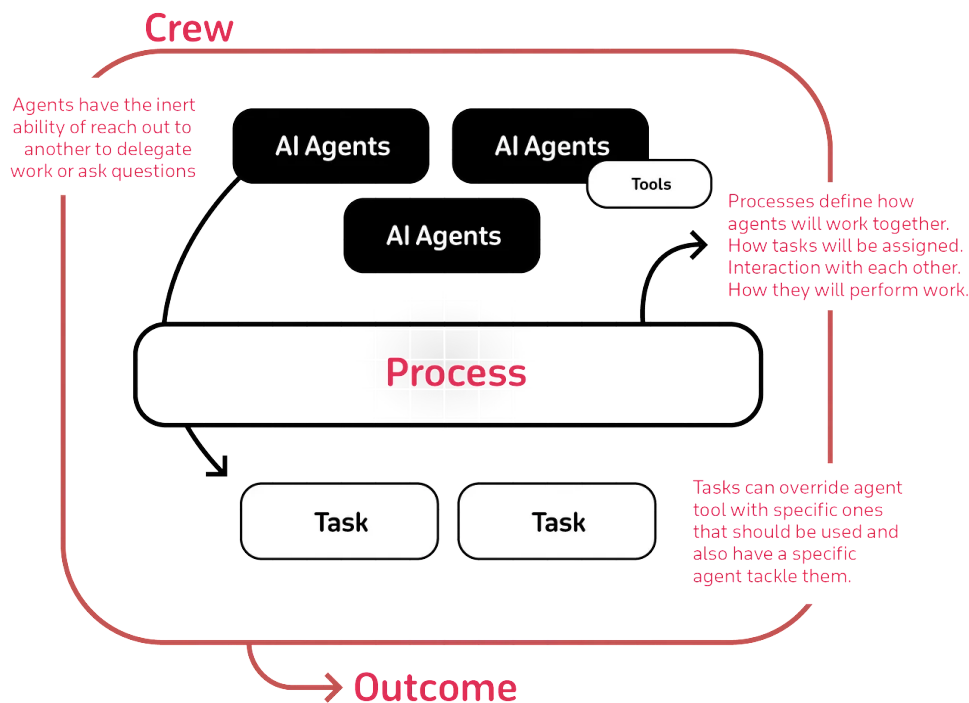 Crew
Agents have the inert
ability of reach out to
another to delegate
work or ask questions
AI Agents
AI Agents
Tools
AI Agents
Processes define how
agents will work together.
How tasks will be assigned.
Interaction with each other.
How they will perform work.
Process
Task
Task
Tasks can override agent
tool with specific ones
that should be used and
also have a specific
agent tackle them.
Outcome